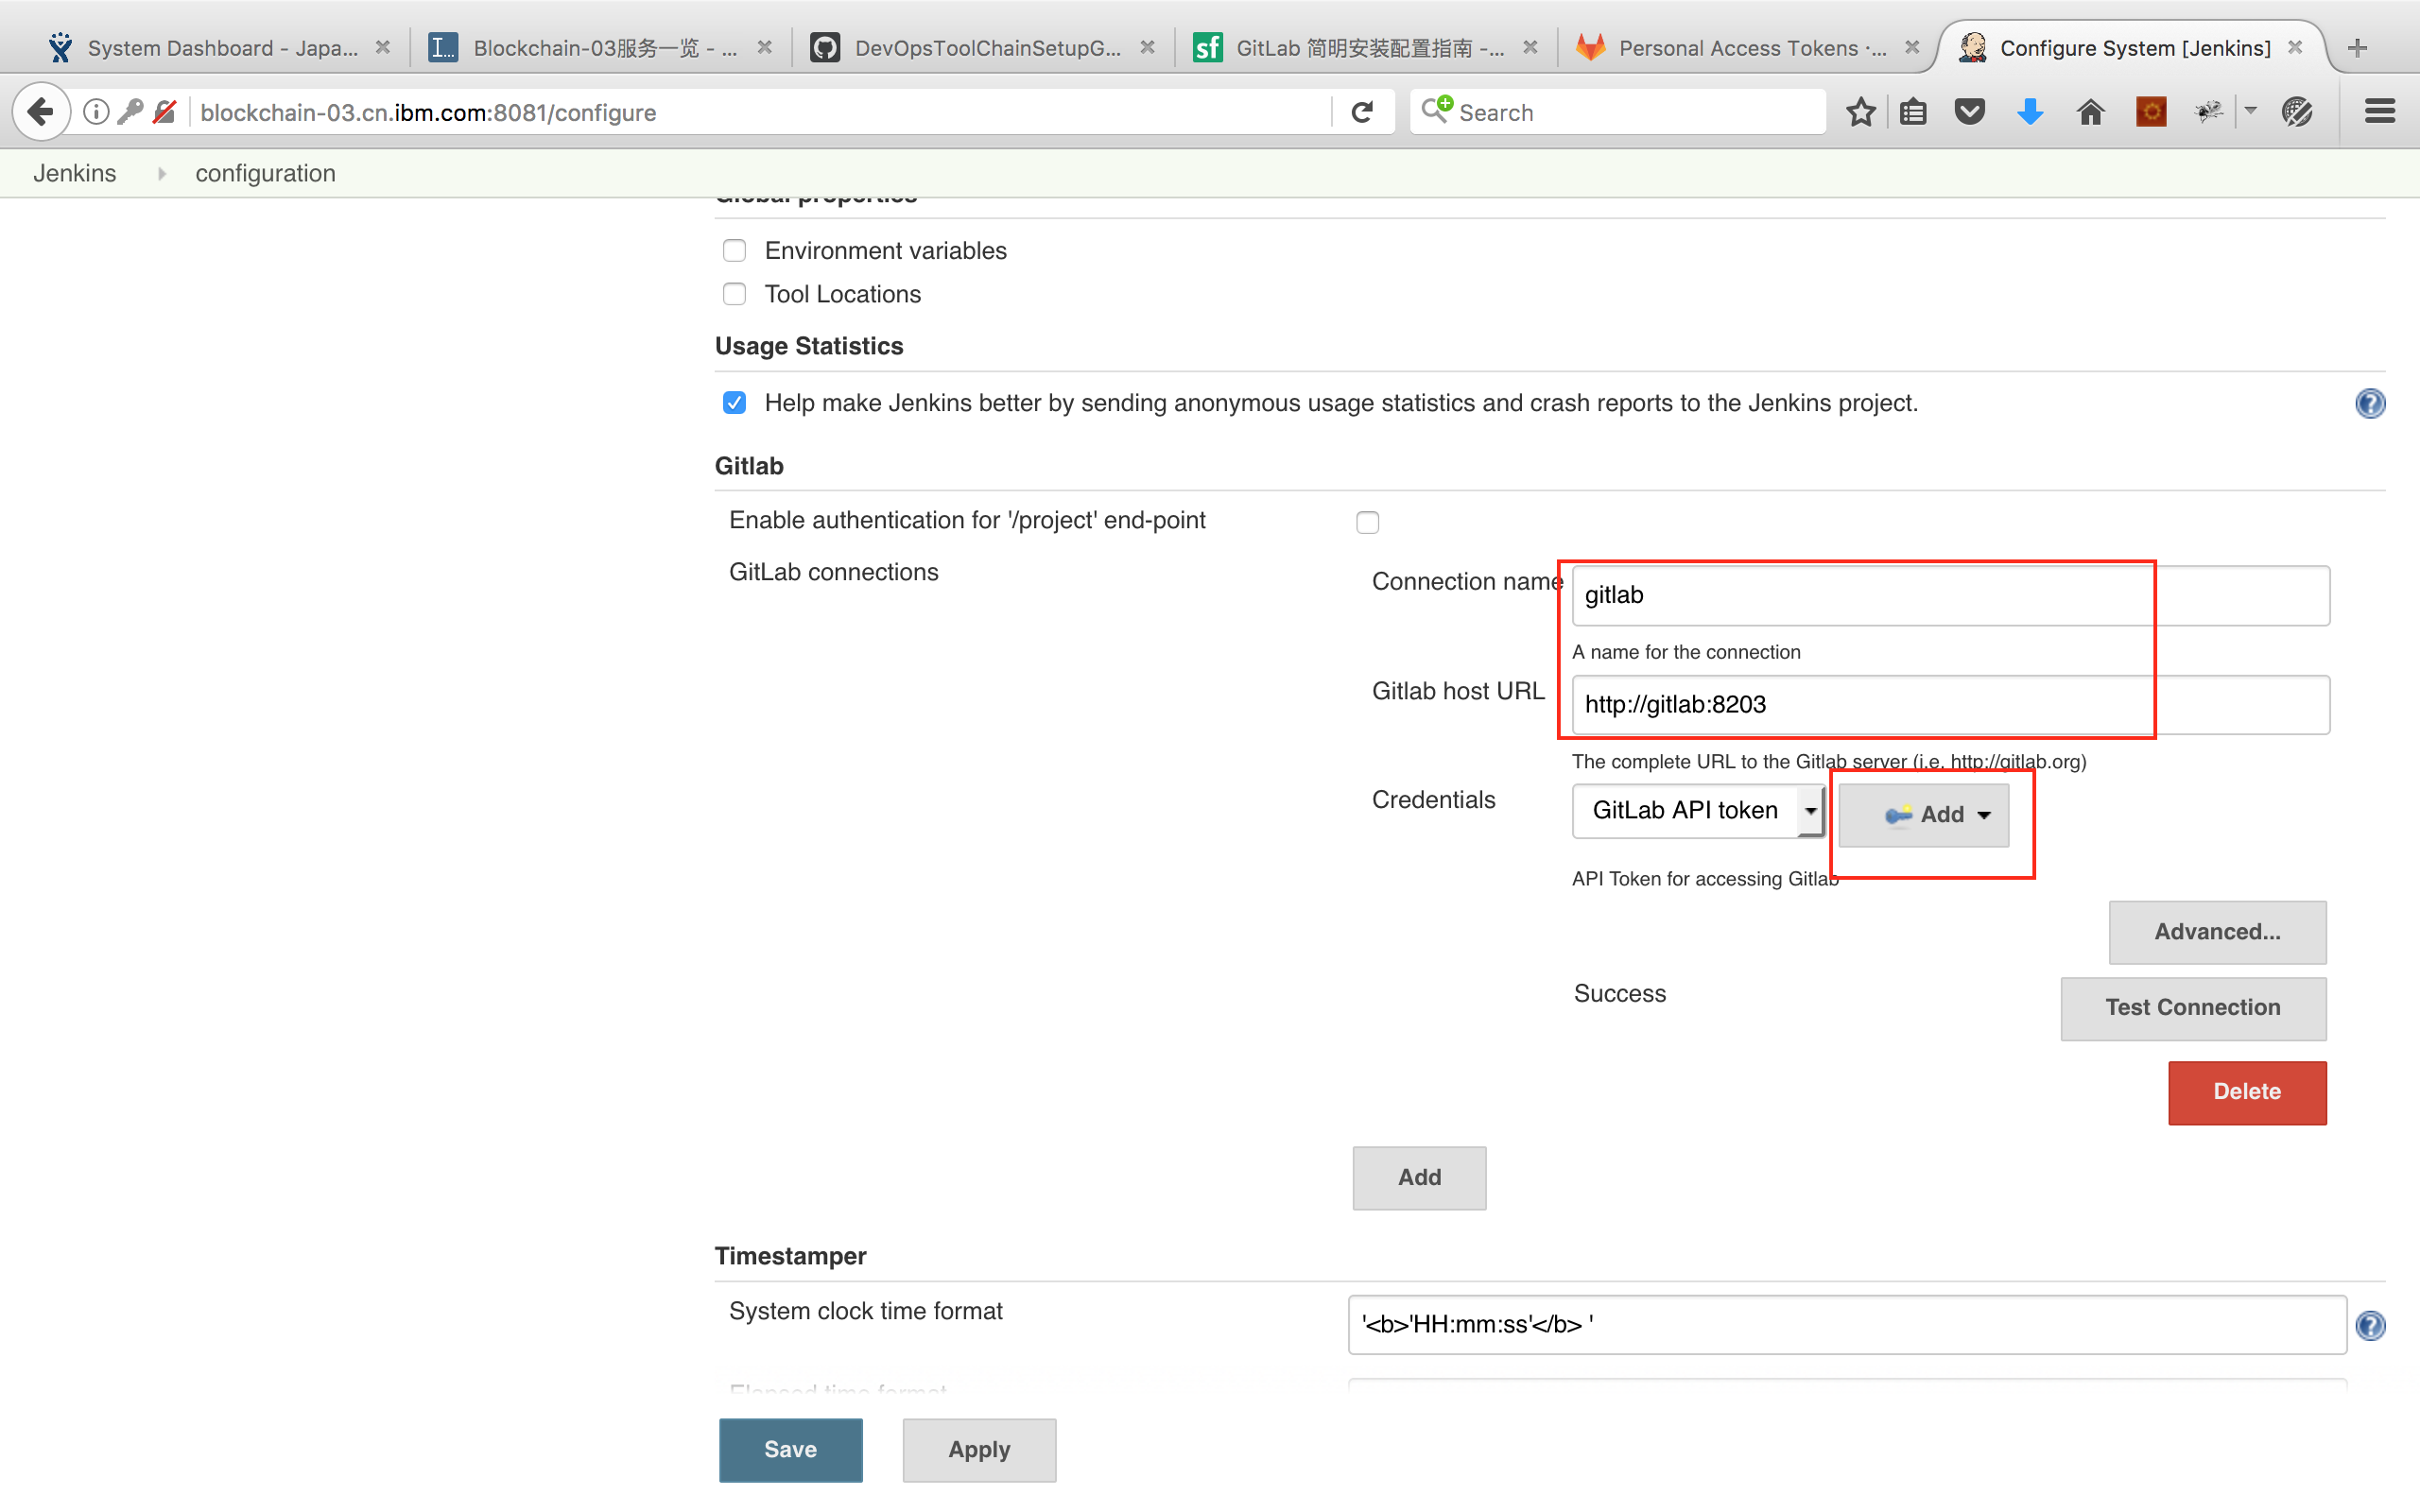 System Dashboard - Japa...
Blockchain-03服务一览 - ...
DevOpsToolChainSetupG...
GitLab 简明安装配置指南 -...
Personal Access Tokens ·...
Configure System [Jenkins]
blockchain-03.cn.ibm.com:8081/configure
Search
Jenkins
configuration
Global properties
Environment variables
Tool Locations
Usage Statistics
Help make Jenkins better by sending anonymous usage statistics and crash reports to the Jenkins project.
Gitlab
Enable authentication for '/project' end-point
GitLab connections
Connection name
gitlab
A name for the connection
Gitlab host URL
http://gitlab:8203
The complete URL to the Gitlab server (i.e. http://gitlab.org)
Credentials
GitLab API token
Add
API Token for accessing Gitlab
Advanced...
Success
Test Connection
Delete
Add
Timestamper
System clock time format
'<b>'HH:mm:ss'</b> '
Elapsed time format
Save
Apply